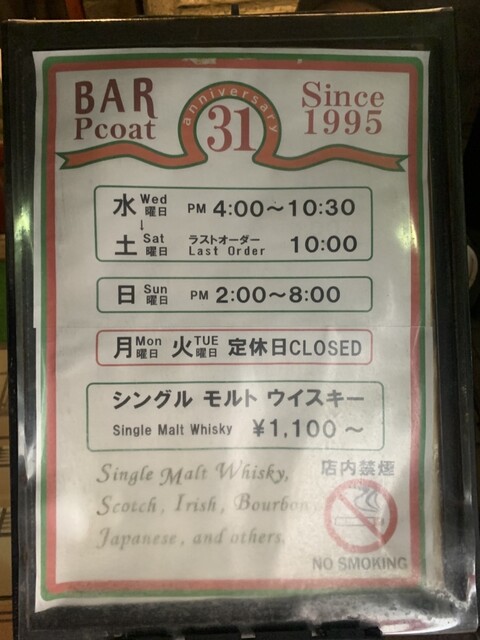 BAR
Pcoat
anniversary
31
Since
1995
水 Wed 曜日 PM 4:00～10:30
↓
土 Sat 曜日 ラストオーダー Last Order 10:00
日 Sun 曜日 PM 2:00～8:00
月 Mon 曜日 火 TUE 曜日 定休日CLOSED
シングル モルト ウイスキー
Single Malt Whisky ¥1,100～
Single Malt Whisky,
Scotch, Irish, Bourbon
Japanese, and others.
店内禁煙
NO SMOKING